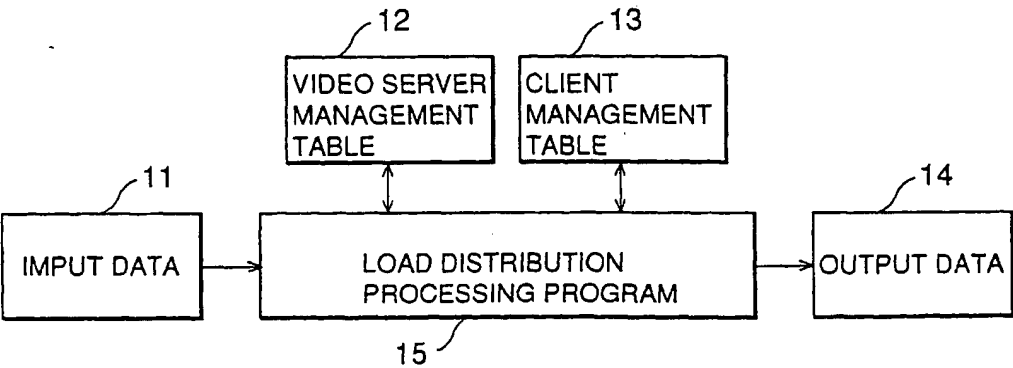 12
13
VIDEO SERVER
MANAGEMENT
TABLE
CLIENT
MANAGEMENT
TABLE
11
14
IMPUT DATA
LOAD DISTRIBUTION
PROCESSING PROGRAM
OUTPUT DATA
15